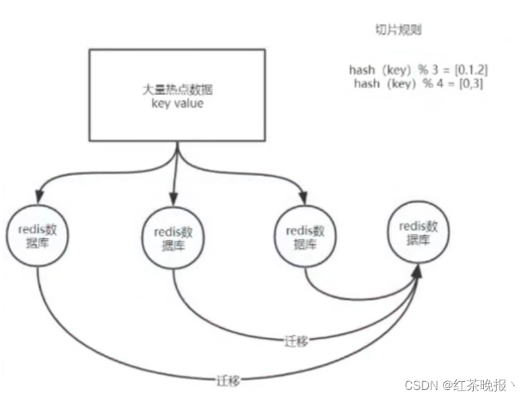 切片规则
hash（key）% 3 = [0.1.2]
hash（key）% 4 = [0,3]
大量热点数据
key value
redis数
据库
redis数
据库
redis数
据库
redis数
据库
迁移
迁移
CSDN @红茶晚报丶